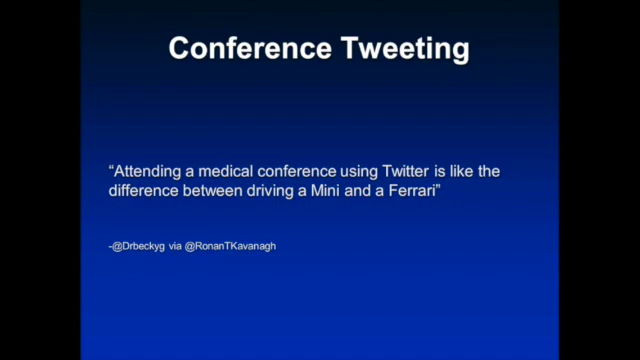 Conference Tweeting
“Attending a medical conference using Twitter is like the
difference between driving a Mini and a Ferrari”
-@Drbeckyg via @RonanTKavanagh